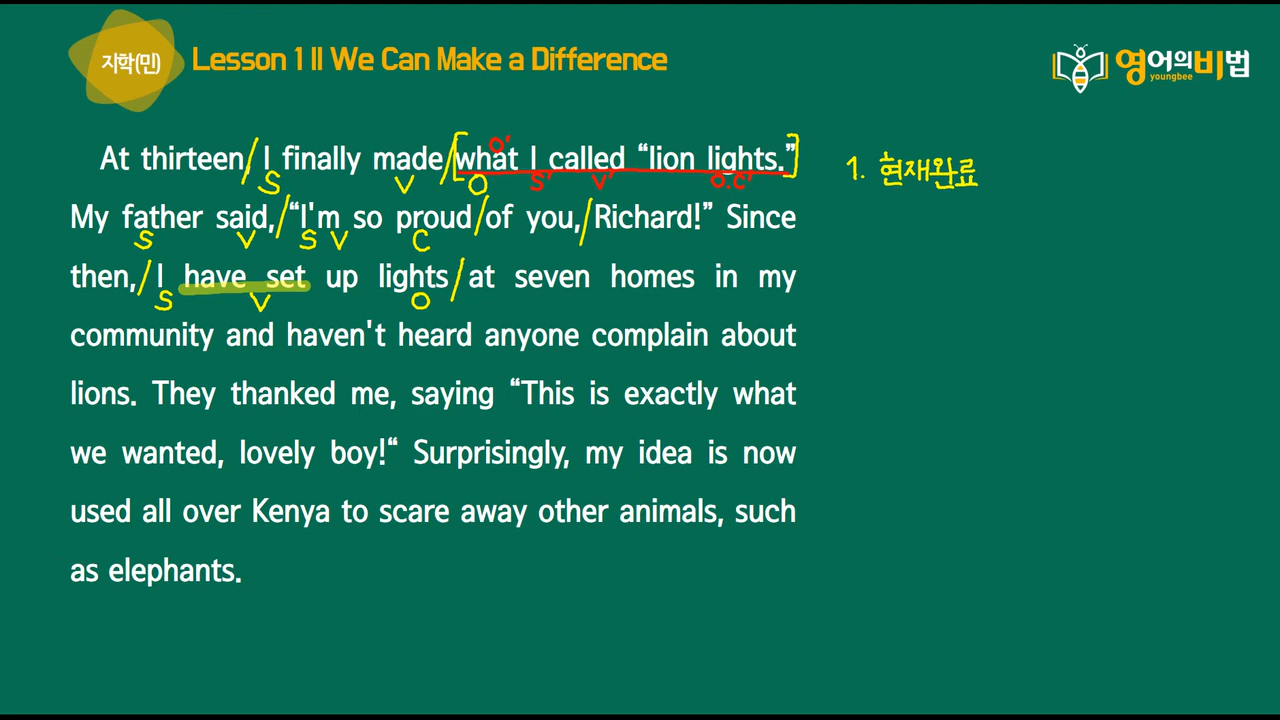 지학(민) Lesson 1 II We Can Make a Difference
영어의비법
youngbee
At thirteen, / I finally made / [what I called “lion lights.”]
O'
S V O S' V' O.C'
1. 현재완료
My father said, / “I'm so proud / of you, / Richard!” Since
S V S V C
then, / I have set up lights / at seven homes in my
S V O
community and haven't heard anyone complain about
lions. They thanked me, saying “This is exactly what
we wanted, lovely boy!“ Surprisingly, my idea is now
used all over Kenya to scare away other animals, such
as elephants.